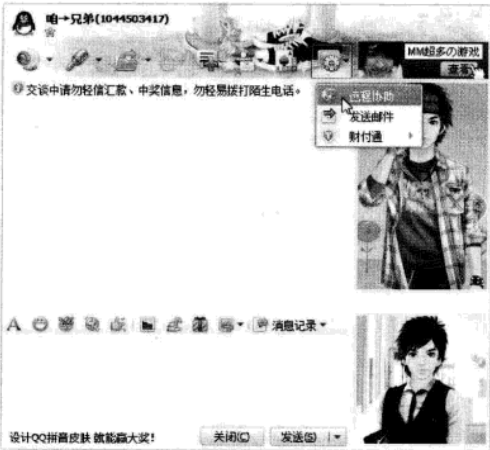 咱→兄弟(1044503417)
MM超多の游戏
查看
交谈中请勿轻信汇款、中奖信息，勿轻易拨打陌生电话。
远程协助
发送邮件
财付通
A
消息记录
设计QQ拼音皮肤 就能赢大奖!
关闭(C)
发送(S)